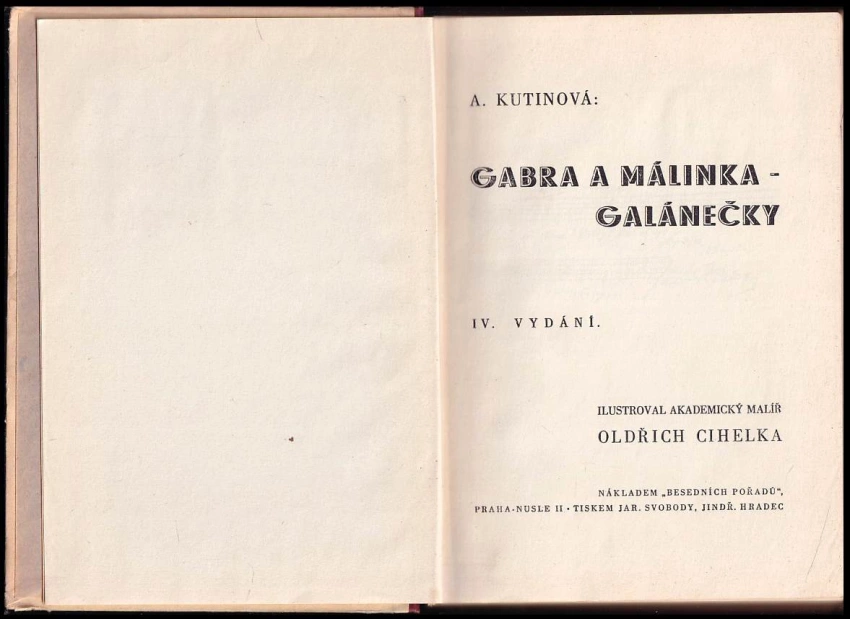 A. KUTINOVÁ:
GABRA A MÁLINKA -
GALÁNEČKY
IV. VYDÁNÍ.
ILUSTROVAL AKADEMICKÝ MALÍŘ
OLDŘICH CIHELKA
NÁKLADEM „BESEDNÍCH POŘADŮ",
PRAHA-NUSLE II • TISKEM JAR. SVOBODY, JINDŘ. HRADEC